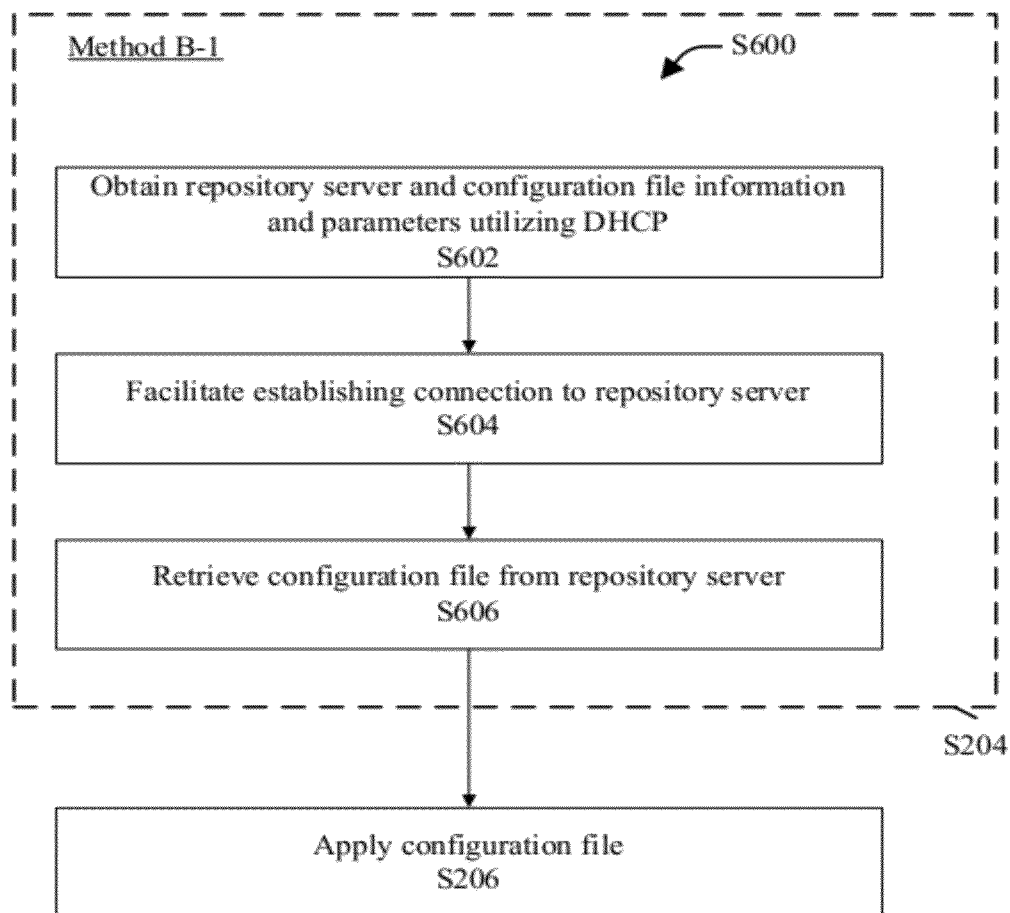 Method B-1
S600
Obtain repository server and configuration file information
and parameters utilizing DHCP
S602
Facilitate establishing connection to repository server
S604
Retrieve configuration file from repository server
S606
S204
Apply configuration file
S206